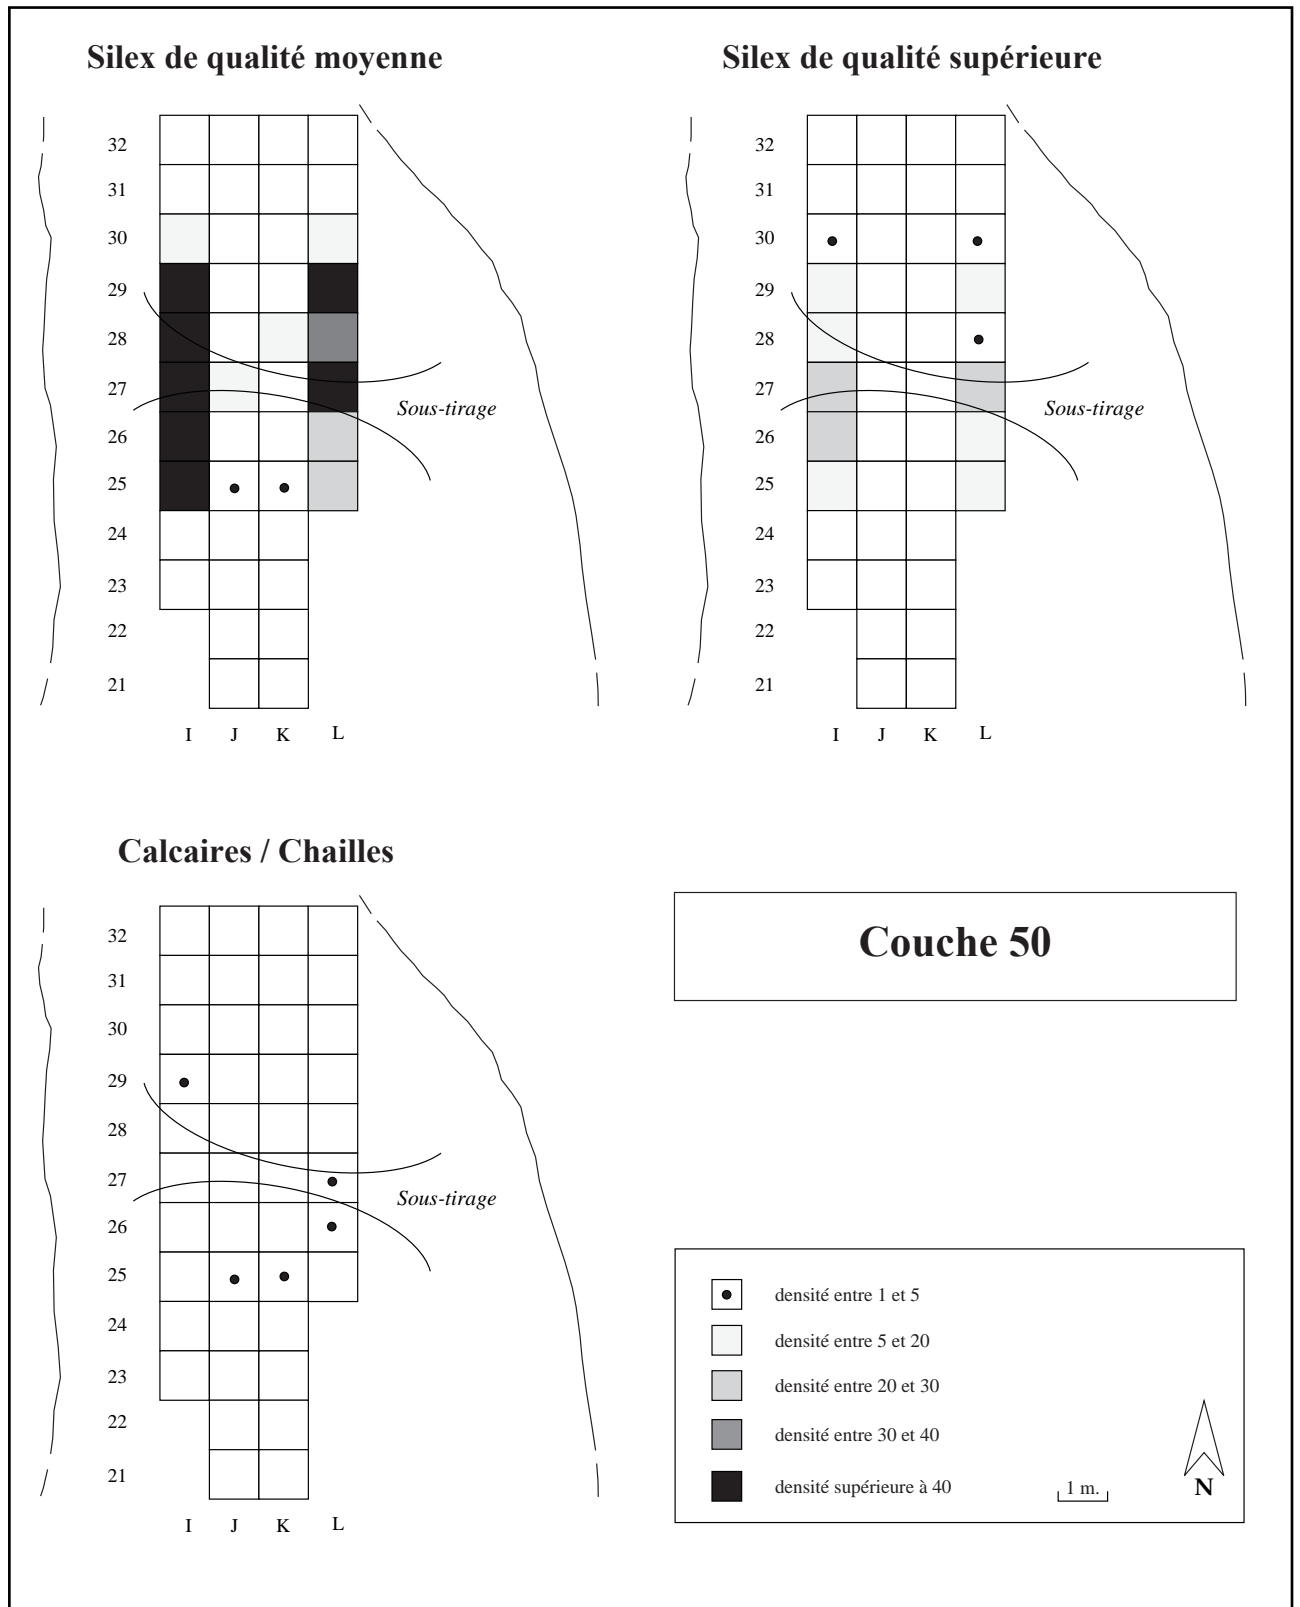 Silex de qualité moyenne
32
31
30
29
28
27
Sous-tirage
26
25
24
23
22
21
I J K L
Silex de qualité supérieure
32
31
30
29
28
27
Sous-tirage
26
25
24
23
22
21
I J K L
Calcaires / Chailles
32
31
30
29
28
27
Sous-tirage
26
25
24
23
22
21
I J K L
Couche 50
densité entre 1 et 5
densité entre 5 et 20
densité entre 20 et 30
densité entre 30 et 40
densité supérieure à 40
1 m.
N